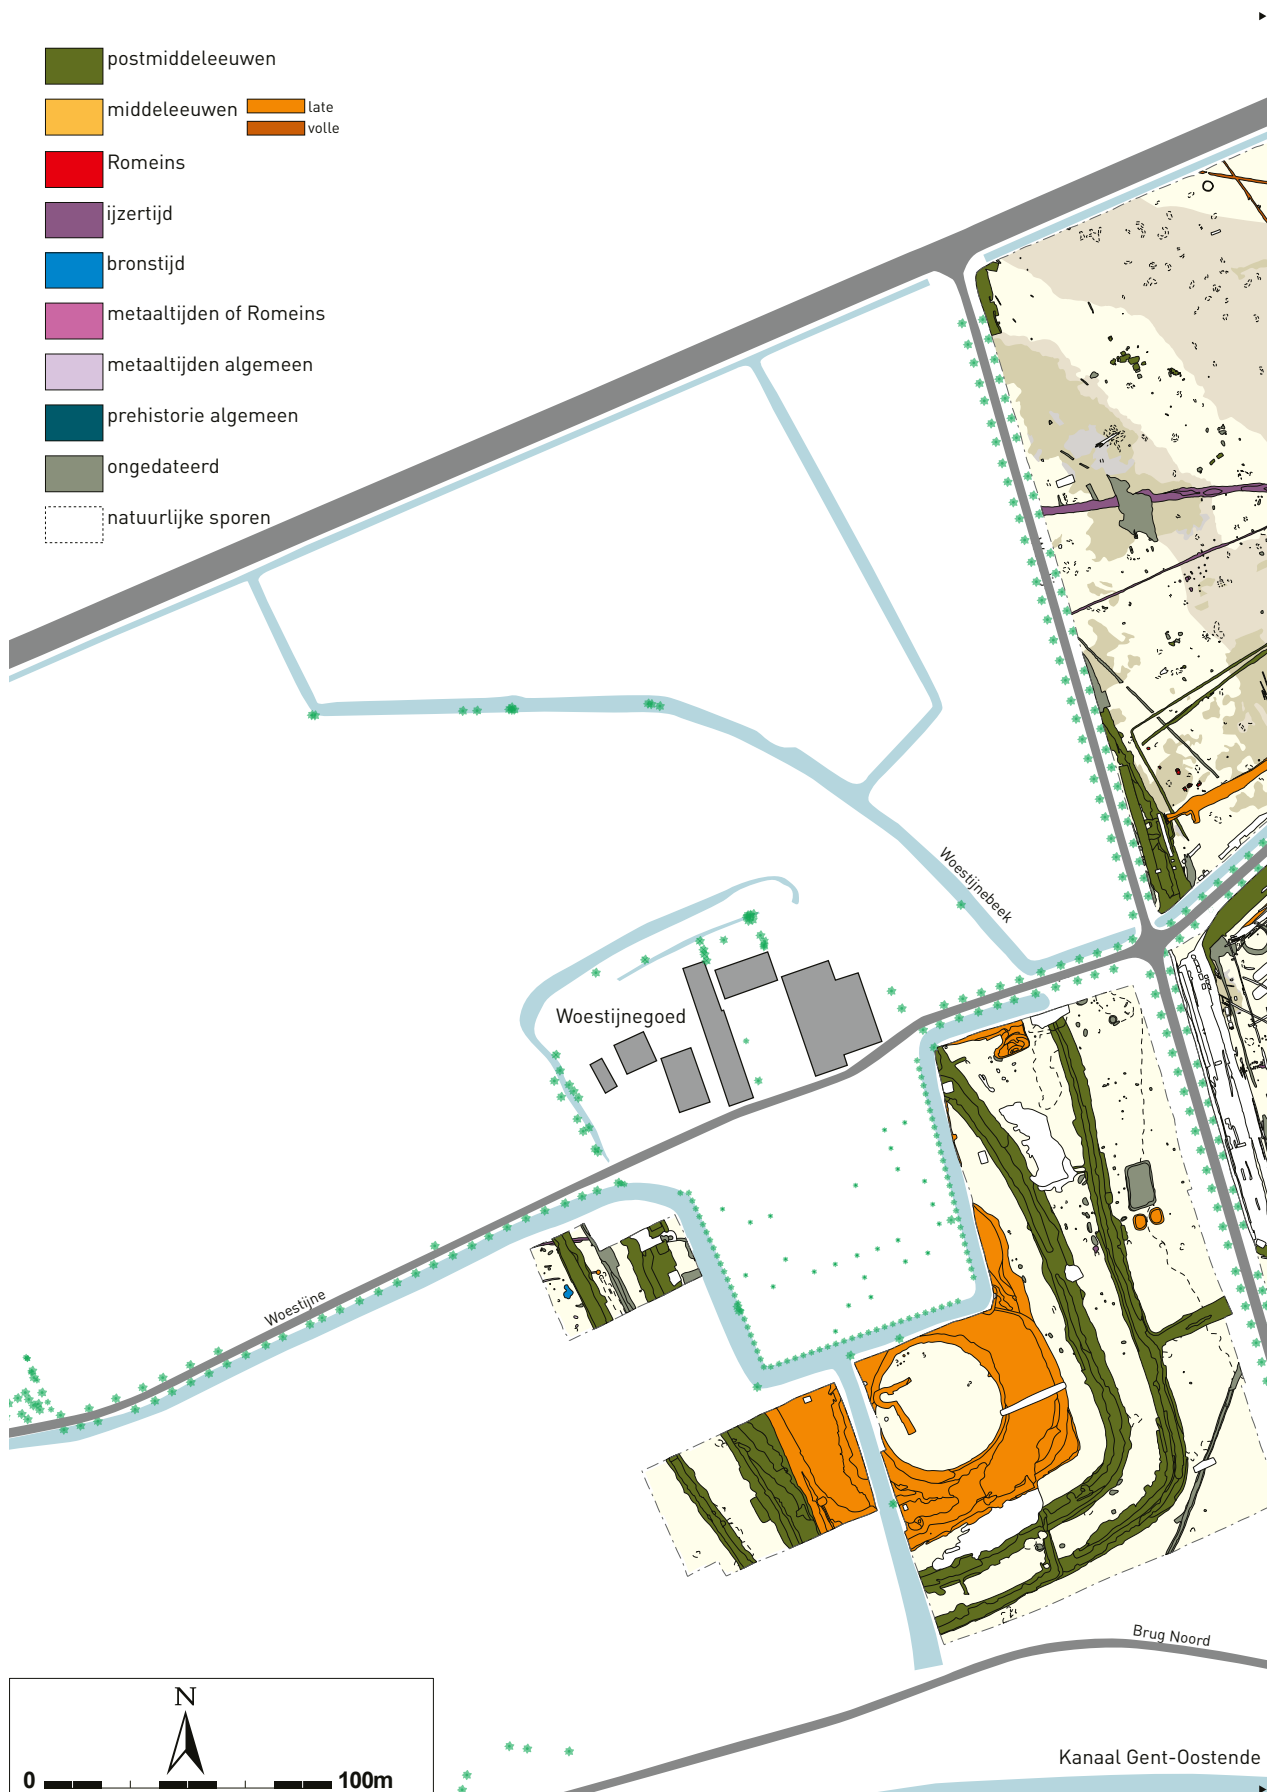 postmiddeleeuwen
middeleeuwen
late
volle
Romeins
ijzertijd
bronstijd
metaaltijden of Romeins
metaaltijden algemeen
prehistorie algemeen
ongedateerd
natuurlijke sporen
Woestijnebeek
Woestijnegoed
Woestijne
Brug Noord
N
0 100m
Kanaal Gent-Oostende